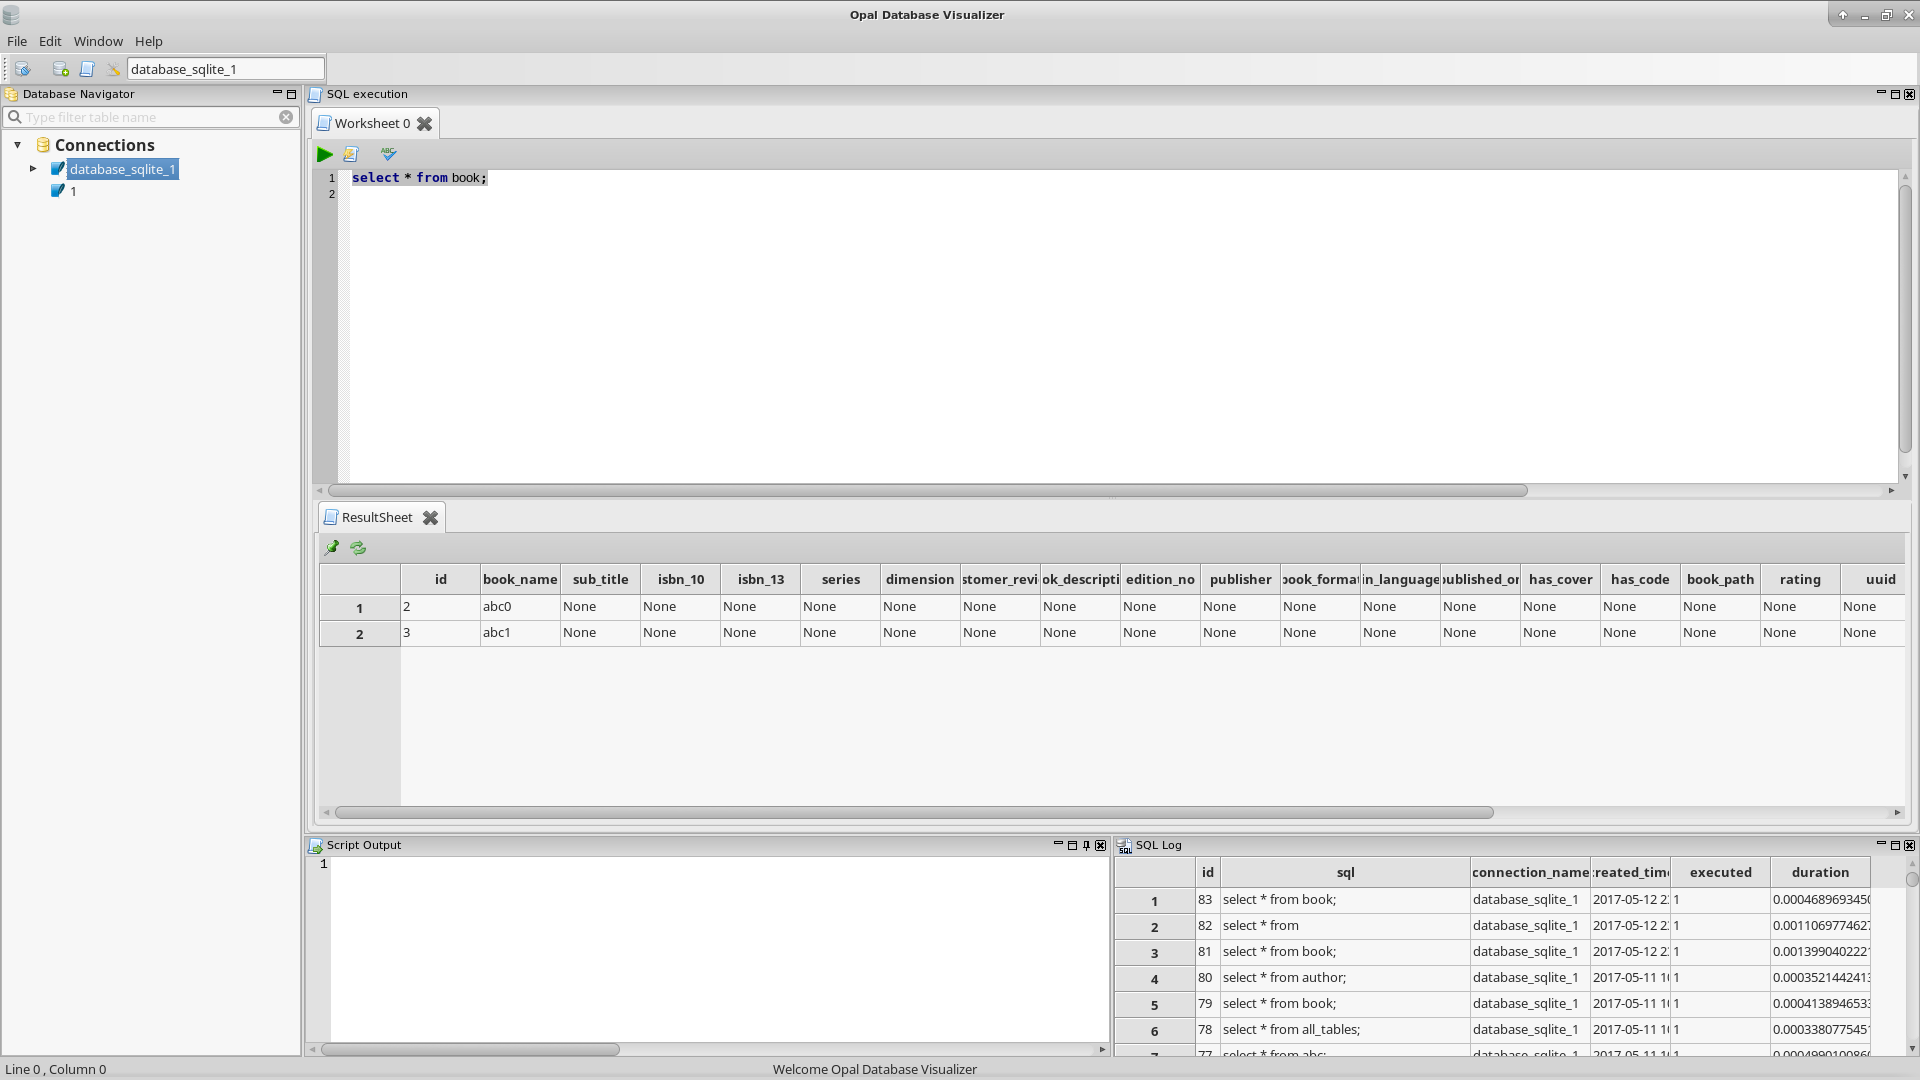 Opal Database Visualizer
File Edit Window Help
database_sqlite_1
Database Navigator
Type filter table name
Connections
database_sqlite_1
1
SQL execution
Worksheet 0
1 select * from book;
2
ResultSheet
id book_name sub_title isbn_10 isbn_13 series dimension stomer_revi ok_descripti edition_no publisher book_format in_language published_on has_cover has_code book_path rating uuid
1 2 abc0 None None None None None None None None None None None None None None None None None
2 3 abc1 None None None None None None None None None None None None None None None None None
Script Output
1
SQL Log
id sql connection_name created_time executed duration
1 83 select * from book; database_sqlite_1 2017-05-12 2 1 0.000468969345
2 82 select * from database_sqlite_1 2017-05-12 2 1 0.001106977462
3 81 select * from book; database_sqlite_1 2017-05-12 2 1 0.001399040222
4 80 select * from author; database_sqlite_1 2017-05-11 1 1 0.000352144241
5 79 select * from book; database_sqlite_1 2017-05-11 1 1 0.000413894653
6 78 select * from all_tables; database_sqlite_1 2017-05-11 1 1 0.000338077545
7 77 select * from abc; database_sqlite_1 2017-05-11 1 1
Line 0 , Column 0
Welcome Opal Database Visualizer